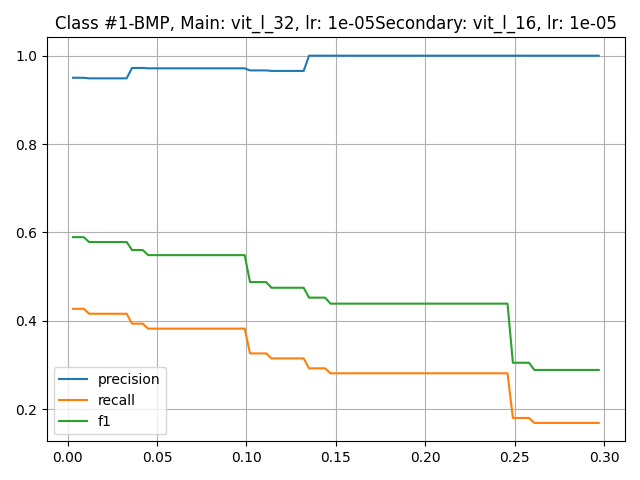 Class #1-BMP, Main: vit_l_32, lr: 1e-05Secondary: vit_l_16, lr: 1e-05
1.0
0.8
0.6
0.4
0.2
precision
recall
f1
0.00 0.05 0.10 0.15 0.20 0.25 0.30